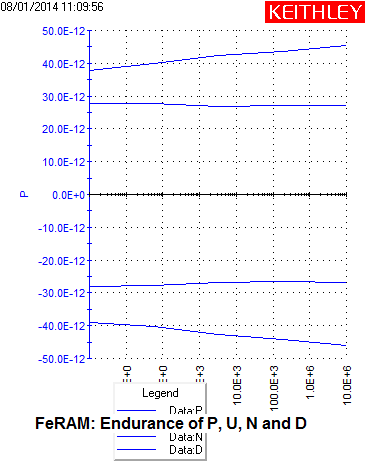 08/01/2014 11:09:56
KEITHLEY
50.0E-12
40.0E-12
30.0E-12
20.0E-12
10.0E-12
0.0E+0
-10.0E-12
-20.0E-12
-30.0E-12
-40.0E-12
-50.0E-12
P
10.0E+3
100.0E+3
1.0E+6
10.0E+6
Legend
Data:P
FeRAM: Endurance of P, U, N and D
Data:N
Data:D